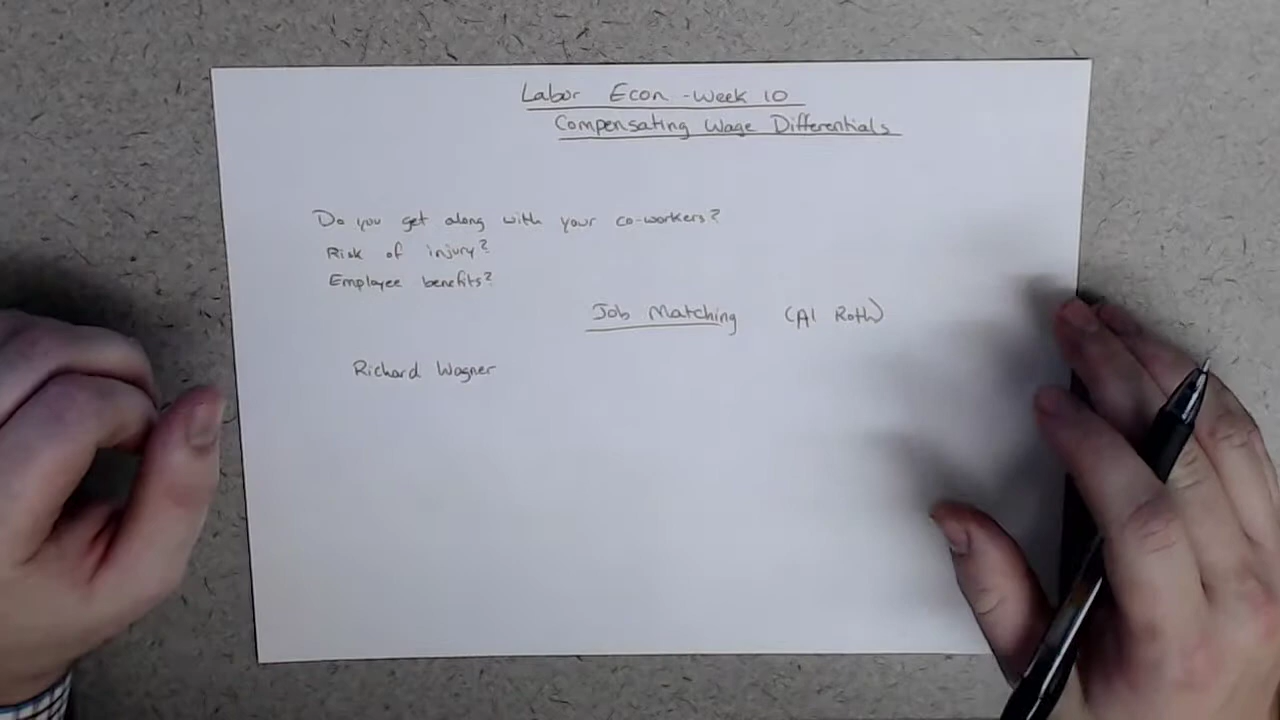 Labor Econ - Week 10
Compensating Wage Differentials
Do you get along with your co-workers?
Risk of injury?
Employee benefits?
Job Matching (Al Roth)
Richard Wagner